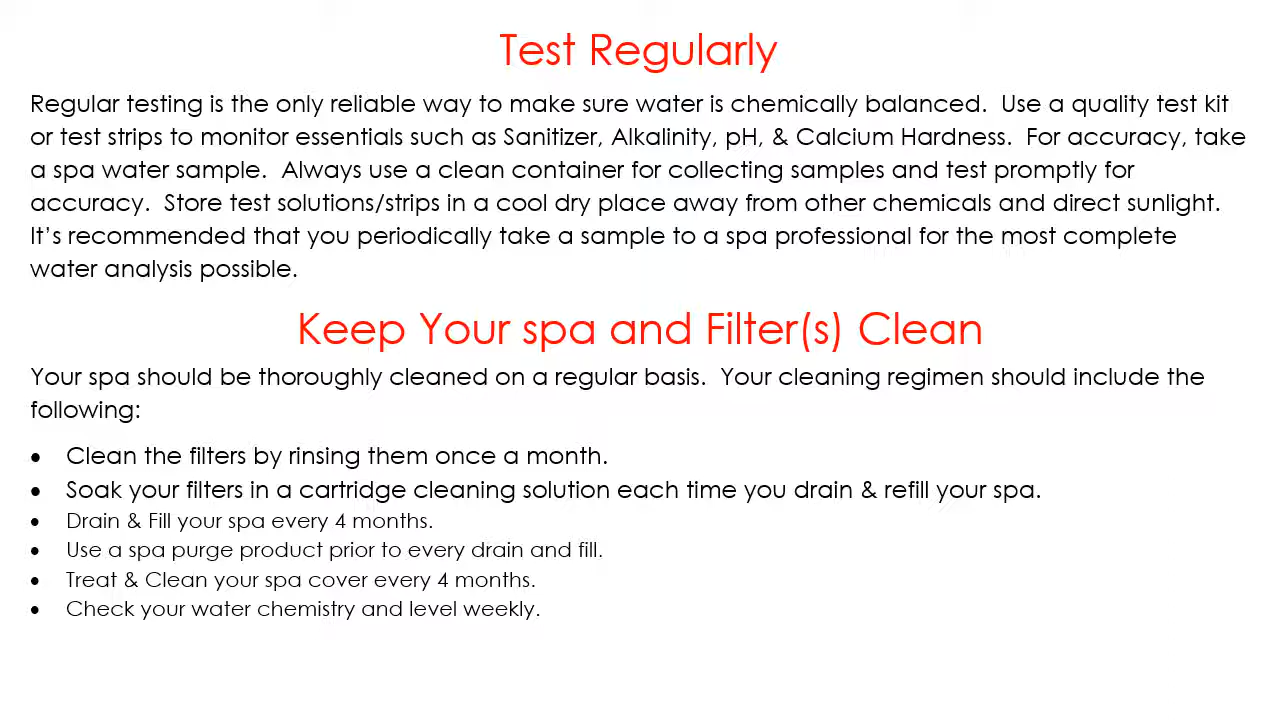 Test Regularly
Regular testing is the only reliable way to make sure water is chemically balanced.  Use a quality test kit
or test strips to monitor essentials such as Sanitizer, Alkalinity, pH, & Calcium Hardness.  For accuracy, take
a spa water sample.  Always use a clean container for collecting samples and test promptly for
accuracy.  Store test solutions/strips in a cool dry place away from other chemicals and direct sunlight.
It’s recommended that you periodically take a sample to a spa professional for the most complete
water analysis possible.
Keep Your spa and Filter(s) Clean
Your spa should be thoroughly cleaned on a regular basis.  Your cleaning regimen should include the
following:
• Clean the filters by rinsing them once a month.
• Soak your filters in a cartridge cleaning solution each time you drain & refill your spa.
• Drain & Fill your spa every 4 months.
• Use a spa purge product prior to every drain and fill.
• Treat & Clean your spa cover every 4 months.
• Check your water chemistry and level weekly.